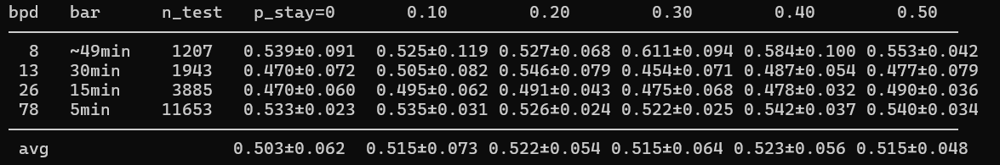 bpd   bar      n_test   p_stay=0       0.10         0.20        0.30        0.40        0.50
  8   ~49min    1207  0.539±0.091  0.525±0.119 0.527±0.068 0.611±0.094 0.584±0.100 0.553±0.042
 13   30min     1943  0.470±0.072  0.505±0.082 0.546±0.079 0.454±0.071 0.487±0.054 0.477±0.079
 26   15min     3885  0.470±0.060  0.495±0.062 0.491±0.043 0.475±0.068 0.478±0.032 0.490±0.036
 78   5min     11653  0.533±0.023  0.535±0.031 0.526±0.024 0.522±0.025 0.542±0.037 0.540±0.034
 avg                 0.503±0.062  0.515±0.073 0.522±0.054 0.515±0.064 0.523±0.056 0.515±0.048